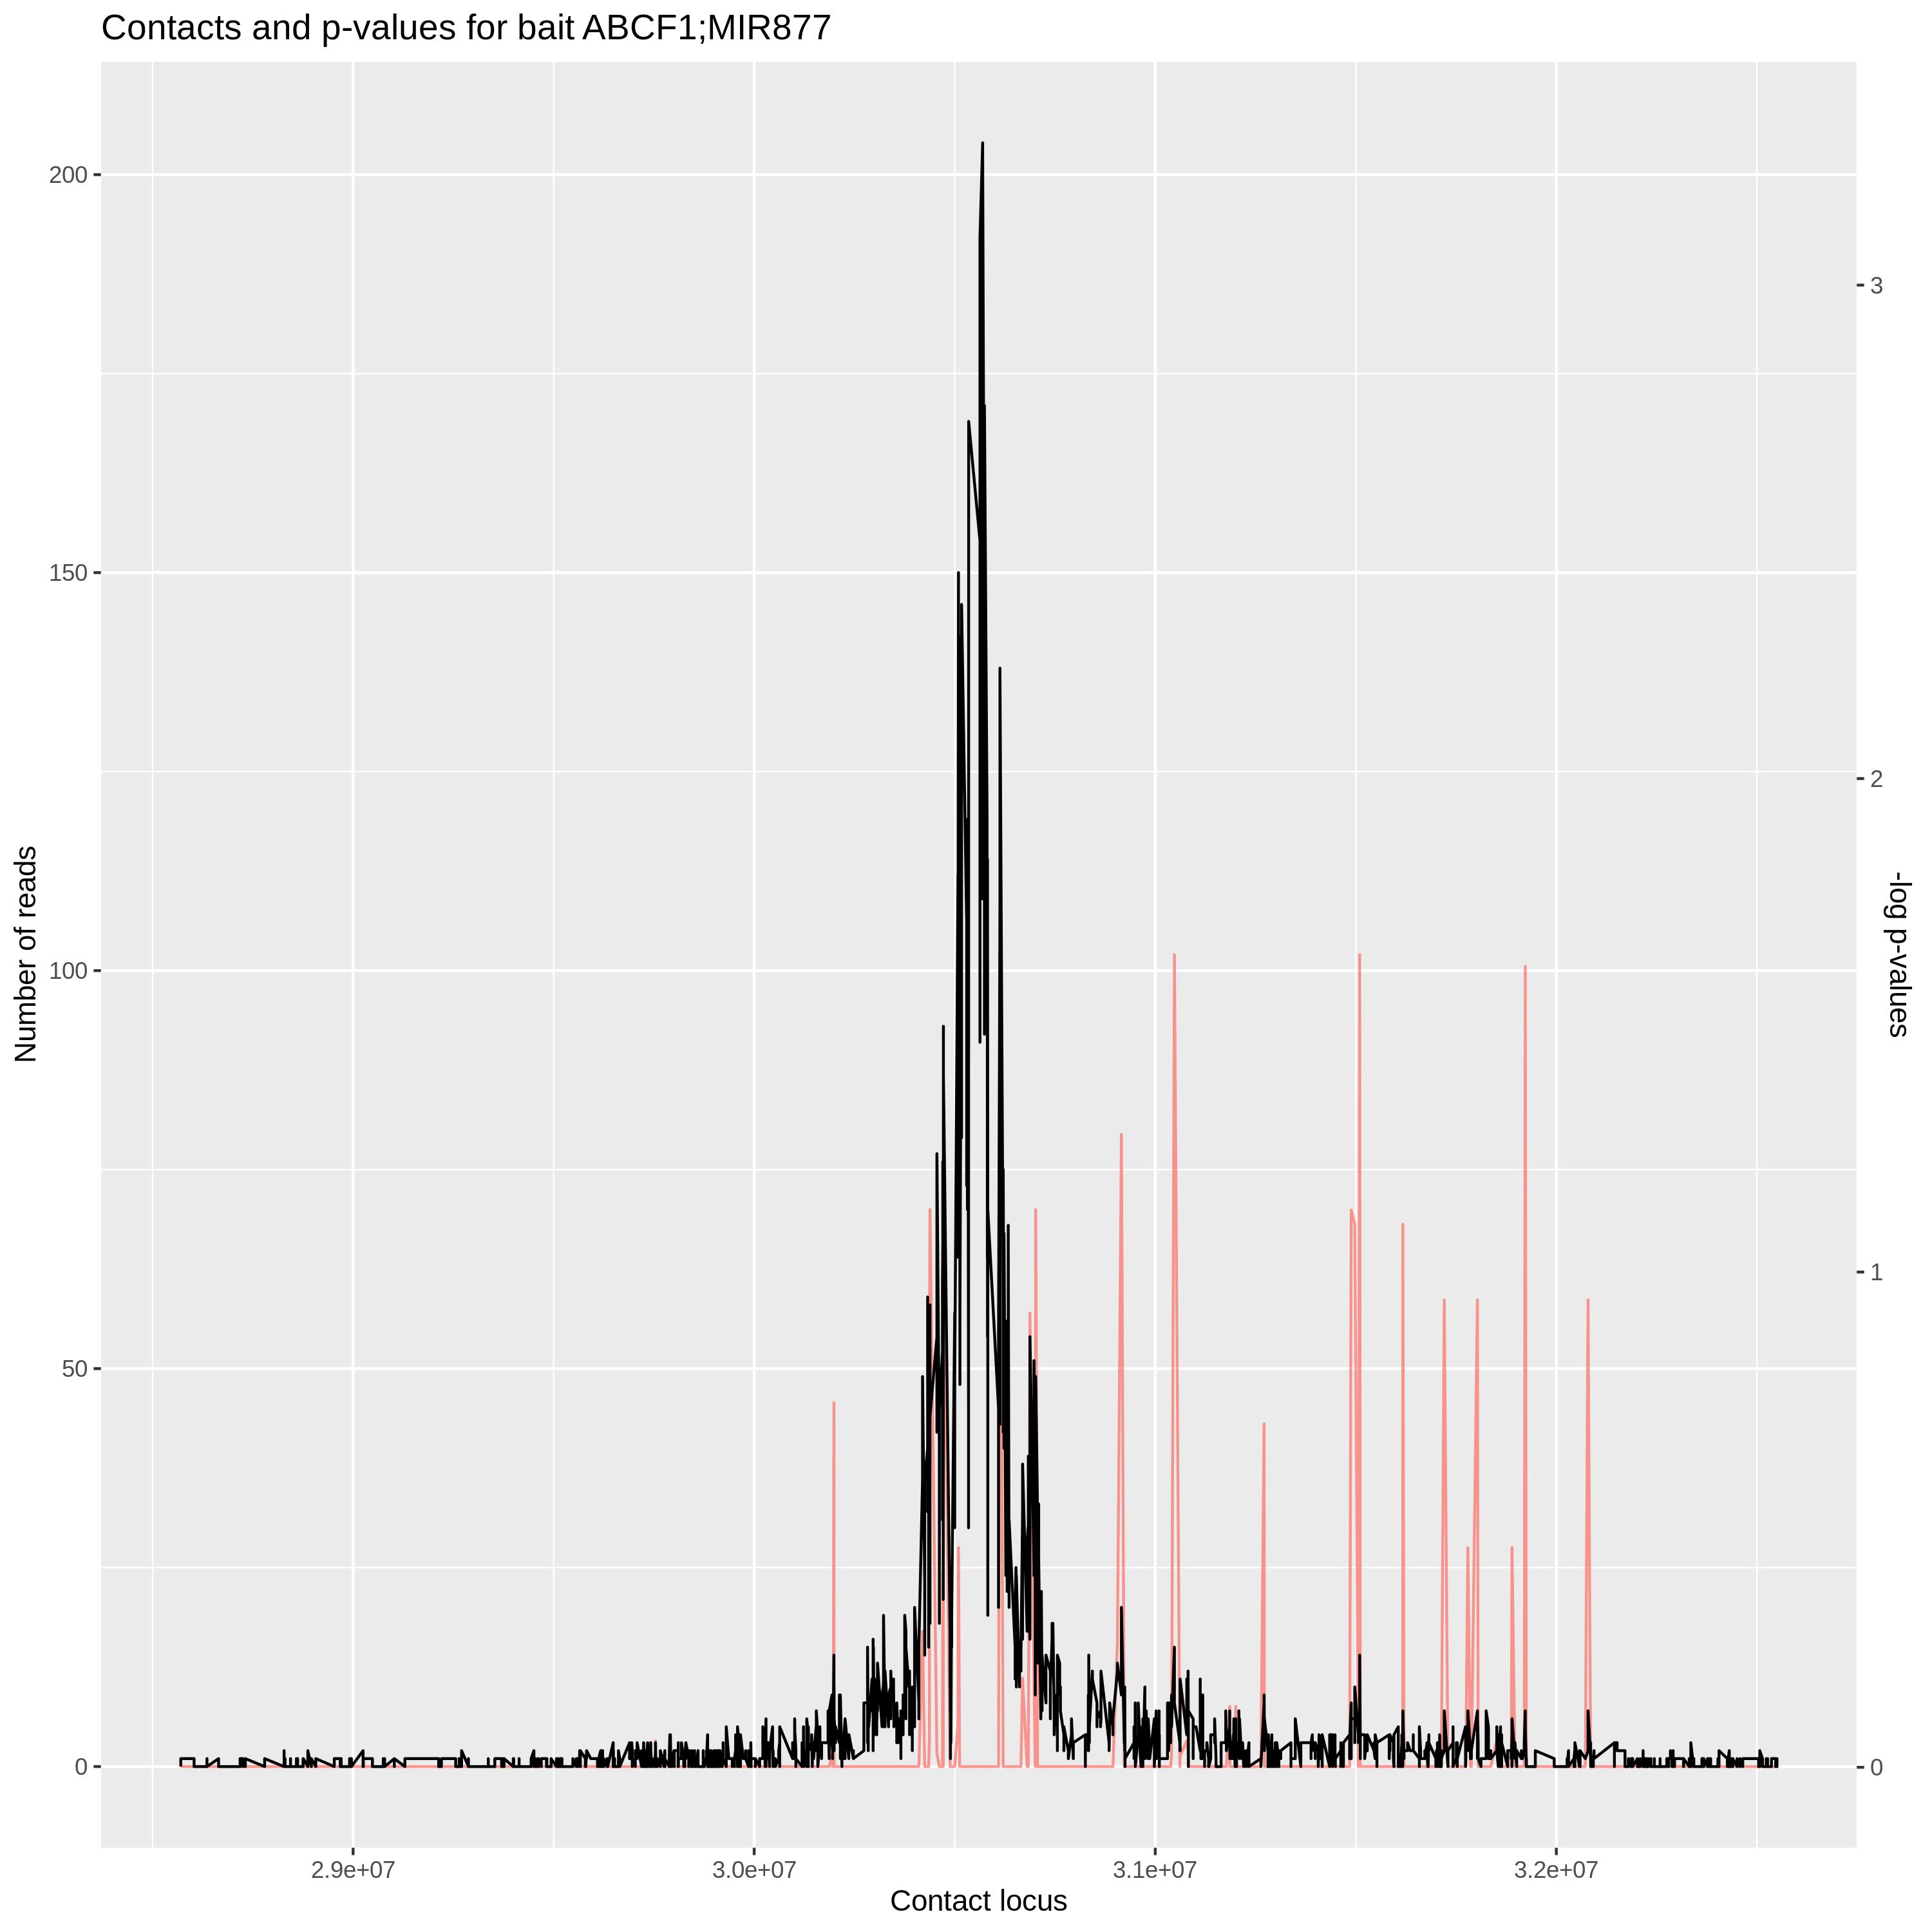 Contacts and p-values for bait ABCF1;MIR877
200
150
100
50
0
Number of reads
3
2
1
0
-log p-values
2.9e+07
3.0e+07
3.1e+07
3.2e+07
Contact locus